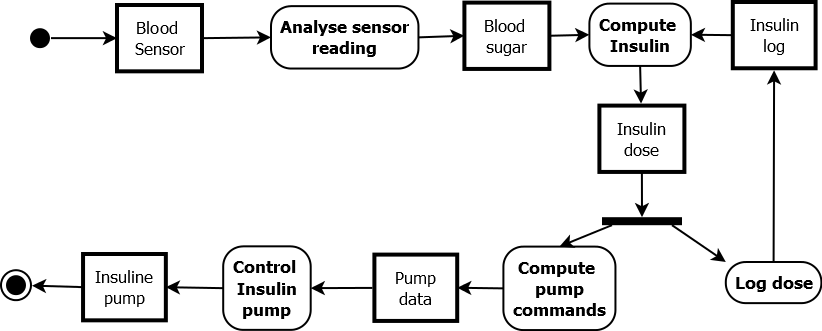 Blood
Sensor
Analyse sensor
reading
Blood
sugar
Compute
Insulin
Insulin
log
Insulin
dose
Insuline
pump
Control
Insulin
pump
Pump
data
Compute
pump
commands
Log dose